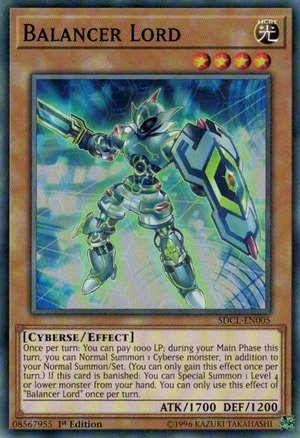 BALANCER LORD
LIGHT
光
SDCL-EN005
[CYBERSE/EFFECT]
Once per turn: You can pay 1000 LP; during your Main Phase this
turn, you can Normal Summon 1 Cyberse monster, in addition to
your Normal Summon/Set. (You can only gain this effect once per
turn.) If this card is banished: You can Special Summon 1 Level 4
or lower monster from your hand. You can only use this effect of
"Balancer Lord" once per turn.
ATK/1700 DEF/1200
08567955 1st Edition ©1996 KAZUKI TAKAHASHI